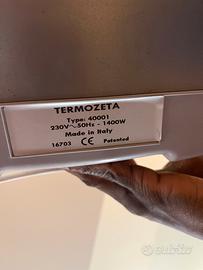 TERMOZETA
Type: 40001
230V~50Hz - 1400W
Made in Italy
16703 CE Patented
subito